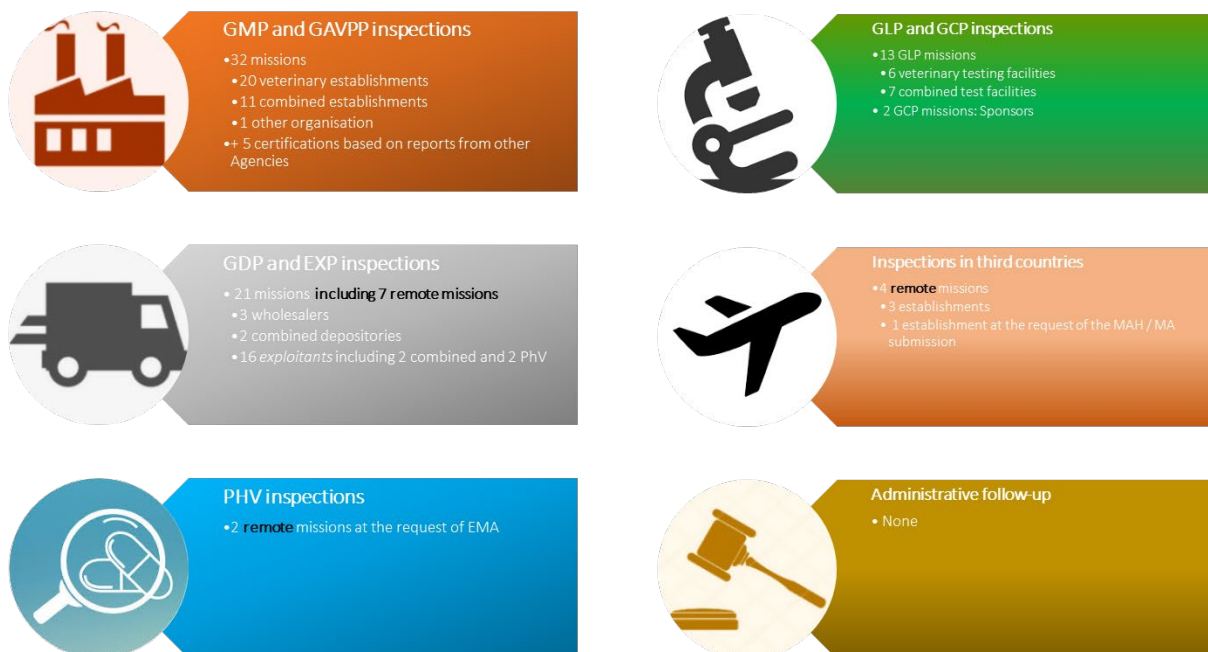 GMP and GAVPP inspections
•32 missions
•20 veterinary establishments
•11 combined establishments
•1 other organisation
•+ 5 certifications based on reports from other
Agencies
GLP and GCP inspections
•13 GLP missions
•6 veterinary testing facilities
•7 combined test facilities
• 2 GCP missions: Sponsors
GDP and EXP inspections
• 21 missions including 7 remote missions
•3 wholesalers
•2 combined depositories
•16 exploitants including 2 combined and 2 PhV
Inspections in third countries
•4 remote missions
•3 establishments
• 1 establishment at the request of the MAH / MA
submission
PHV inspections
•2 remote missions at the request of EMA
Administrative follow-up
• None